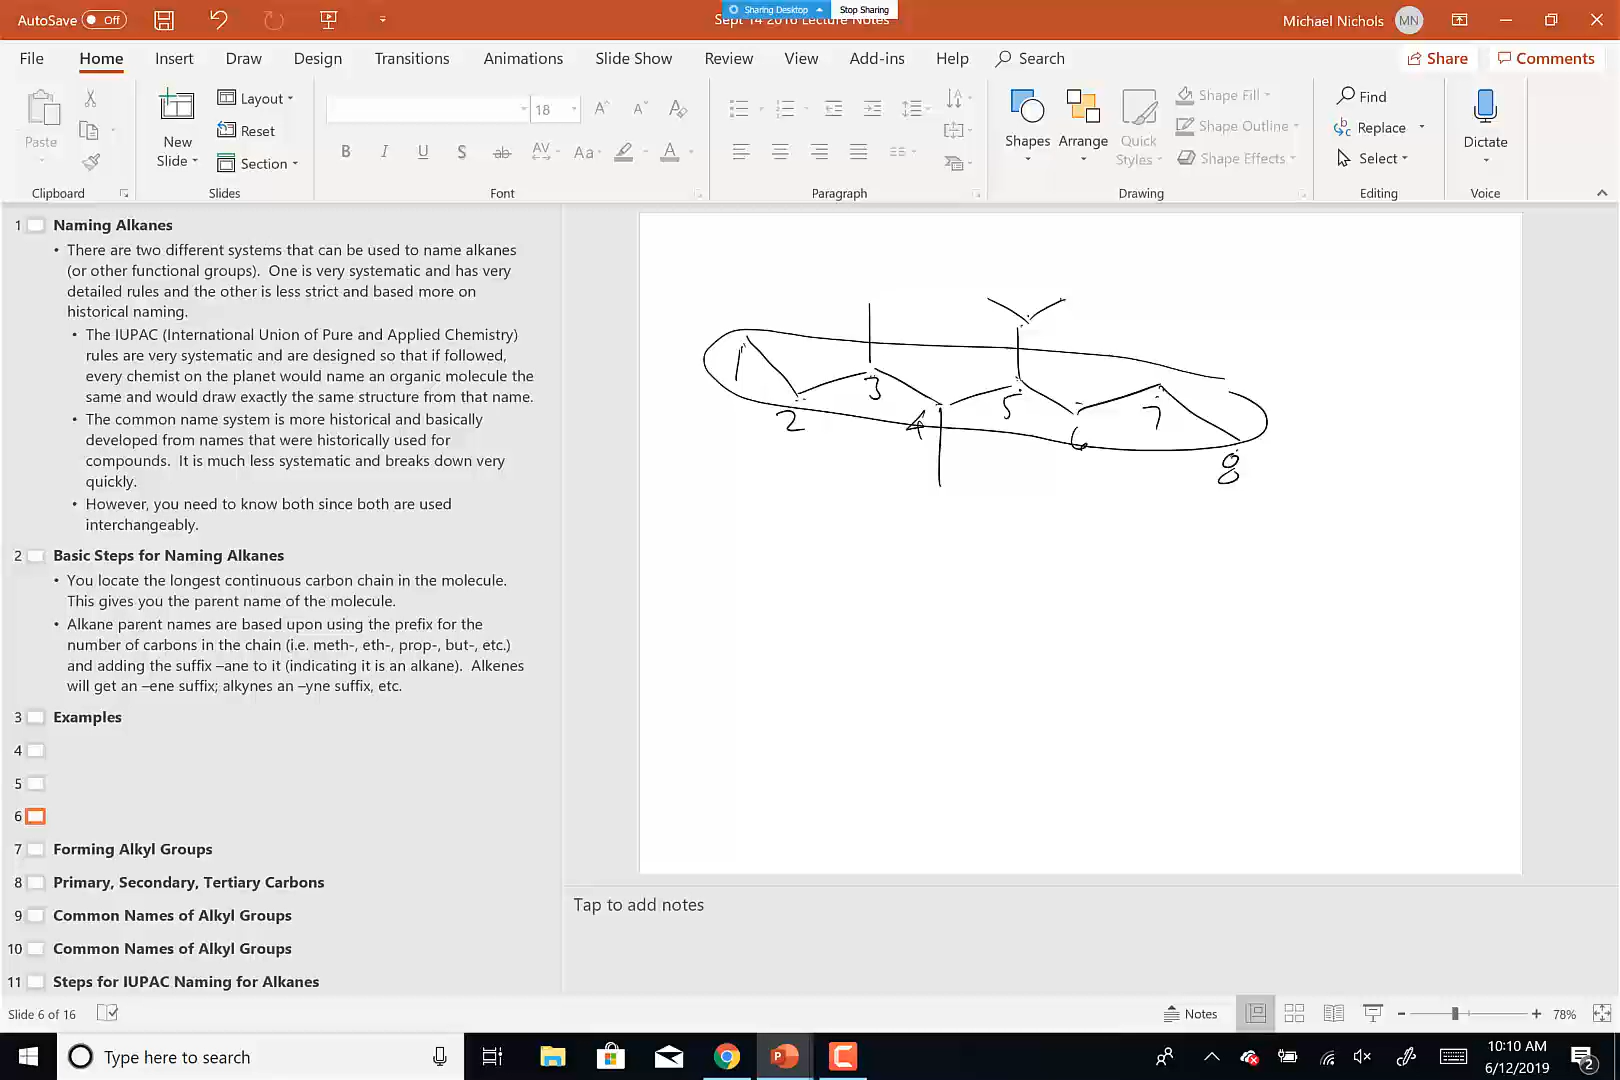 AutoSave Off
Sharing Desktop Stop Sharing
Sept 14 2016 Lecture Notes
Michael Nichols MN
File Home Insert Draw Design Transitions Animations Slide Show Review View Add-ins Help Search Share Comments
Paste
New Slide
Layout
Reset
Section
18
B I U S ab AV Aa A
Shapes
Arrange
Quick Styles
Shape Fill
Shape Outline
Shape Effects
Find
Replace
Select
Dictate
Clipboard Slides Font Paragraph Drawing Editing Voice
1 Naming Alkanes
• There are two different systems that can be used to name alkanes
(or other functional groups). One is very systematic and has very
detailed rules and the other is less strict and based more on
historical naming.
• The IUPAC (International Union of Pure and Applied Chemistry)
rules are very systematic and are designed so that if followed,
every chemist on the planet would name an organic molecule the
same and would draw exactly the same structure from that name.
• The common name system is more historical and basically
developed from names that were historically used for
compounds. It is much less systematic and breaks down very
quickly.
• However, you need to know both since both are used
interchangeably.
2 Basic Steps for Naming Alkanes
• You locate the longest continuous carbon chain in the molecule.
This gives you the parent name of the molecule.
• Alkane parent names are based upon using the prefix for the
number of carbons in the chain (i.e. meth-, eth-, prop-, but-, etc.)
and adding the suffix –ane to it (indicating it is an alkane). Alkenes
will get an –ene suffix; alkynes an –yne suffix, etc.
3 Examples
4
5
6
7 Forming Alkyl Groups
8 Primary, Secondary, Tertiary Carbons
9 Common Names of Alkyl Groups
10 Common Names of Alkyl Groups
11 Steps for IUPAC Naming for Alkanes
1 2 3 4 5 6 7 8
Tap to add notes
Slide 6 of 16
Notes
78%
Type here to search
10:10 AM
6/12/2019
2